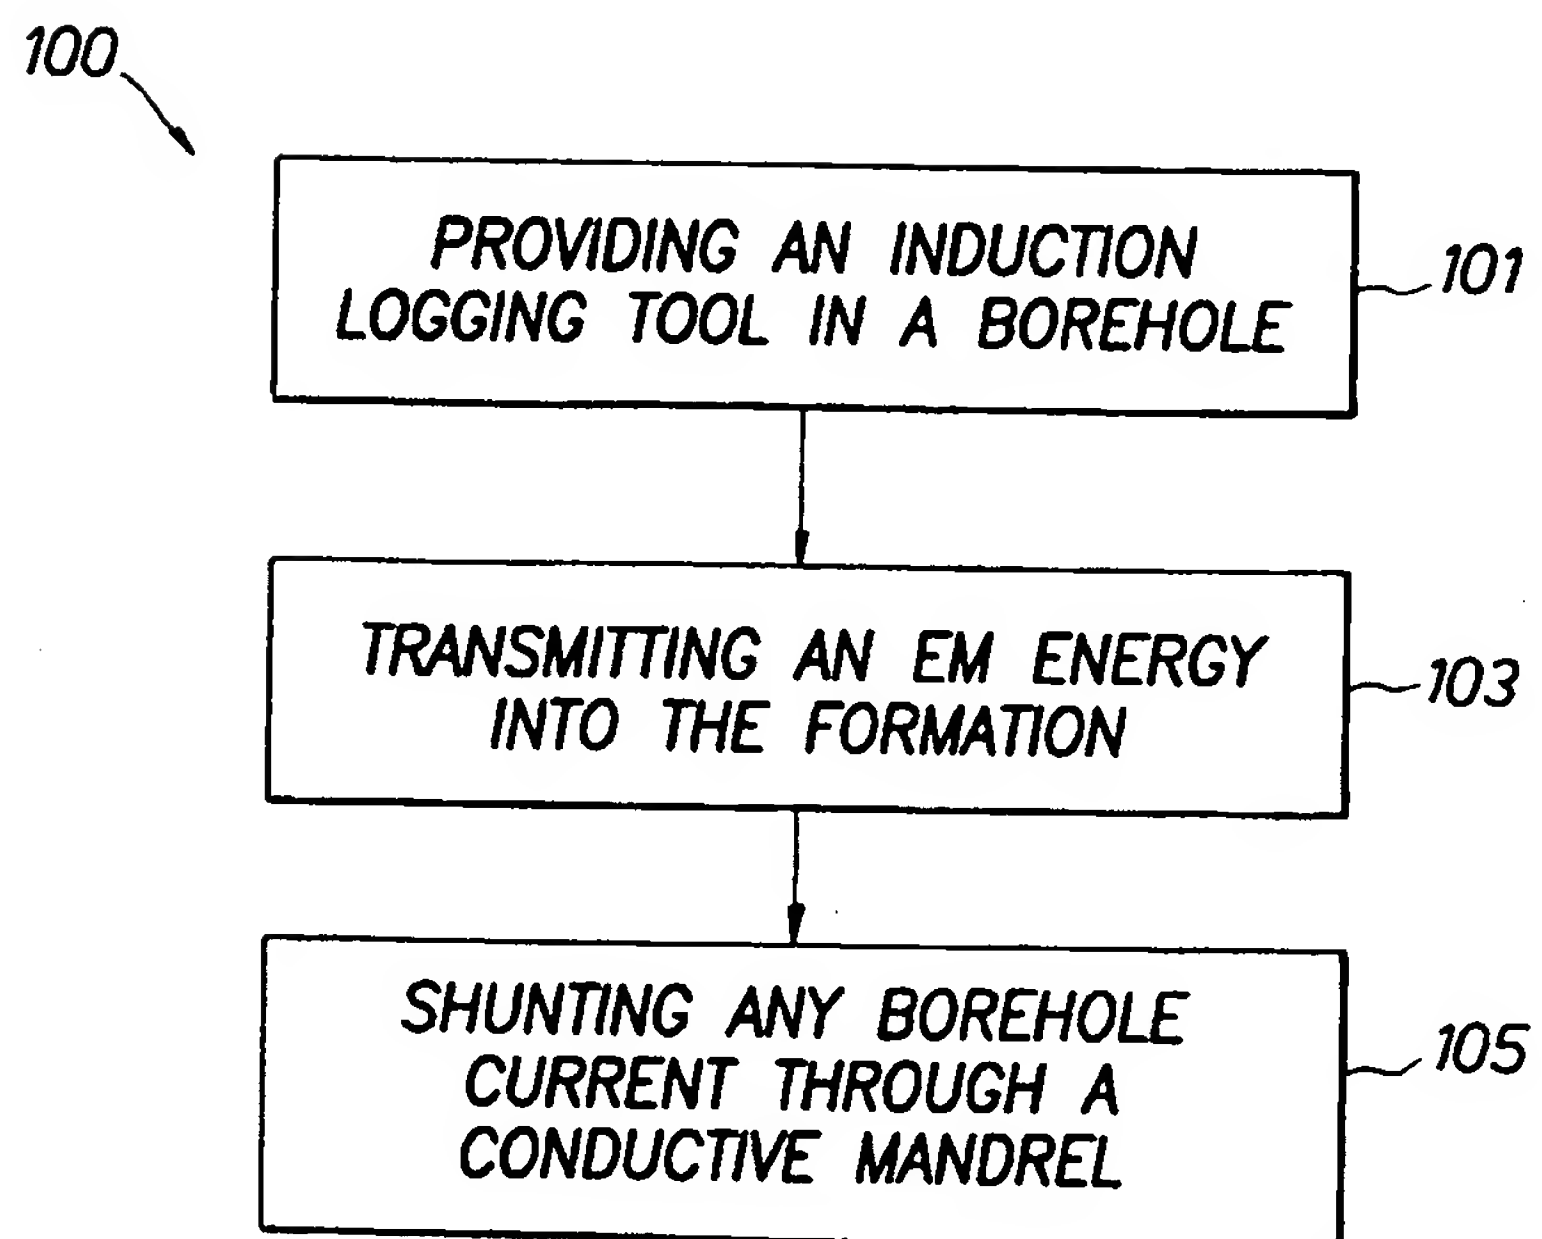 100
PROVIDING AN INDUCTION
LOGGING TOOL IN A BOREHOLE
101
TRANSMITTING AN EM ENERGY
INTO THE FORMATION
103
SHUNTING ANY BOREHOLE
CURRENT THROUGH A
CONDUCTIVE MANDREL
105